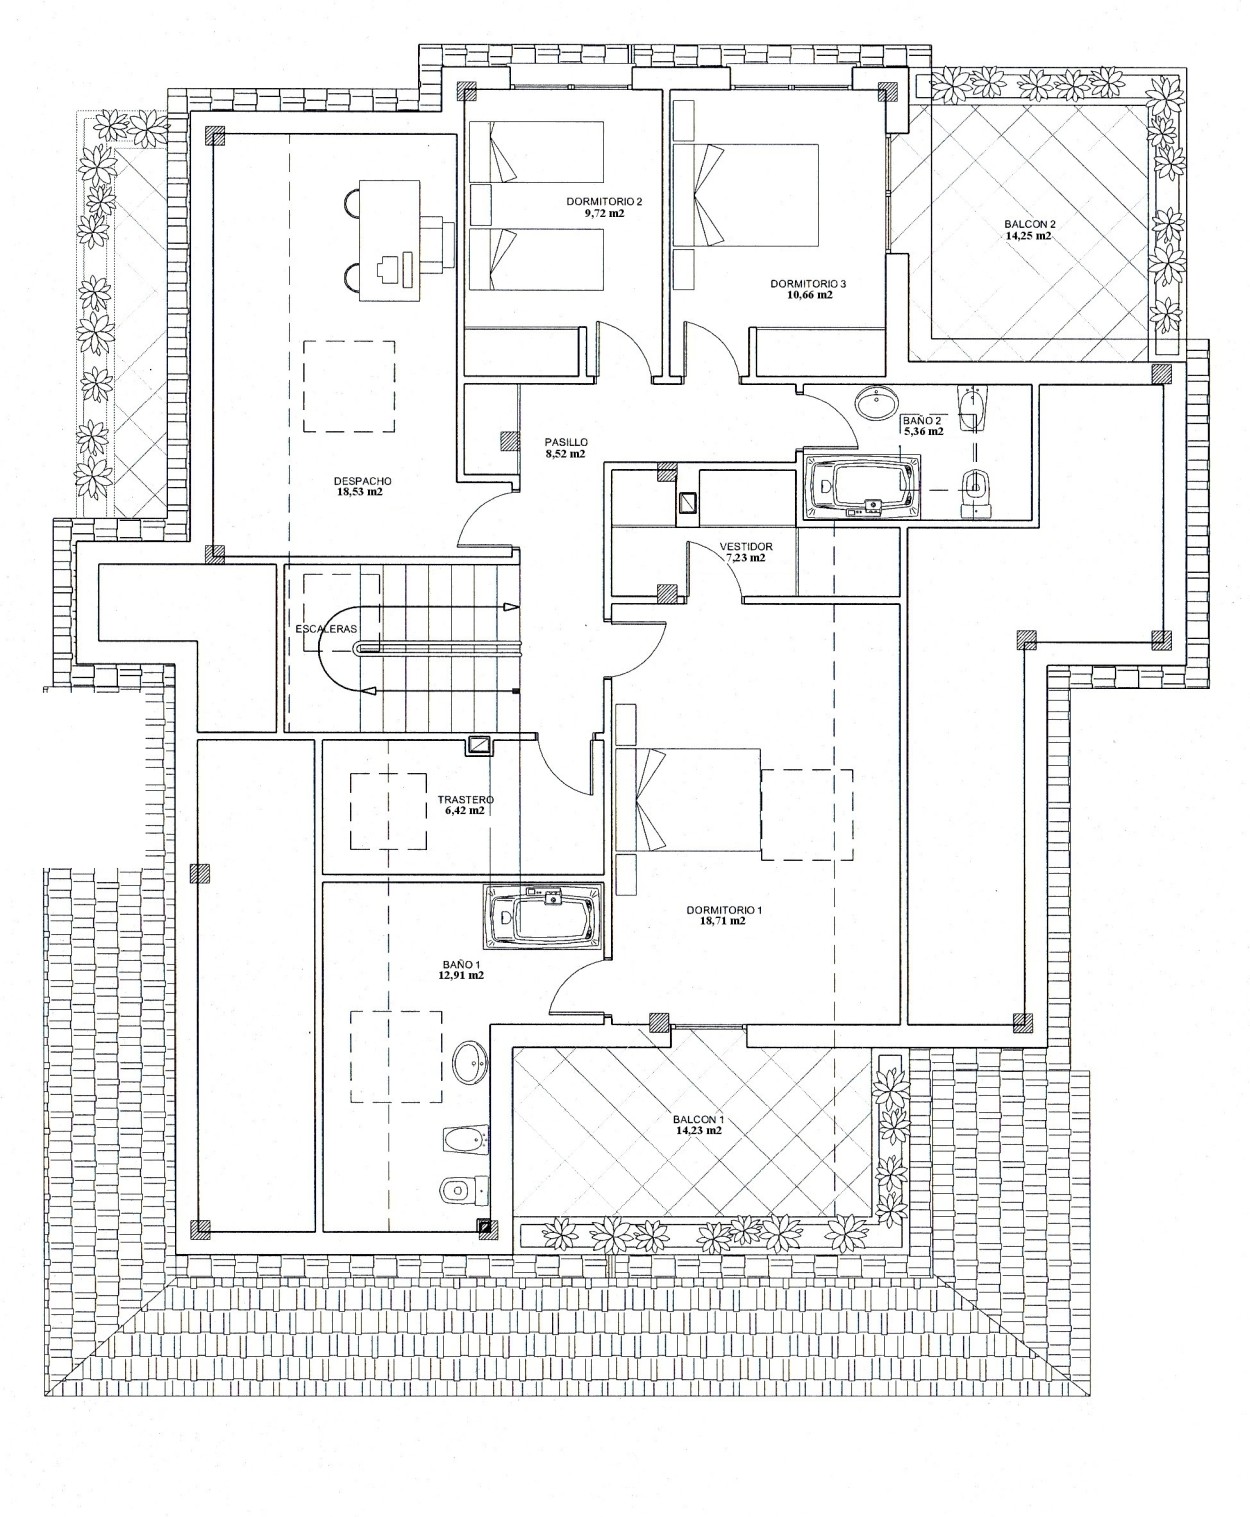 DORMITORIO 2
9,72 m2
BALCON 2
14,25 m2
DORMITORIO 3
10,66 m2
BAÑO 2
5,36 m2
PASILLO
8,52 m2
DESPACHO
18,53 m2
VESTIDOR
7,23 m2
ESCALERAS
TRASTERO
6,42 m2
DORMITORIO 1
18,71 m2
BAÑO 1
12,91 m2
BALCON 1
14,23 m2